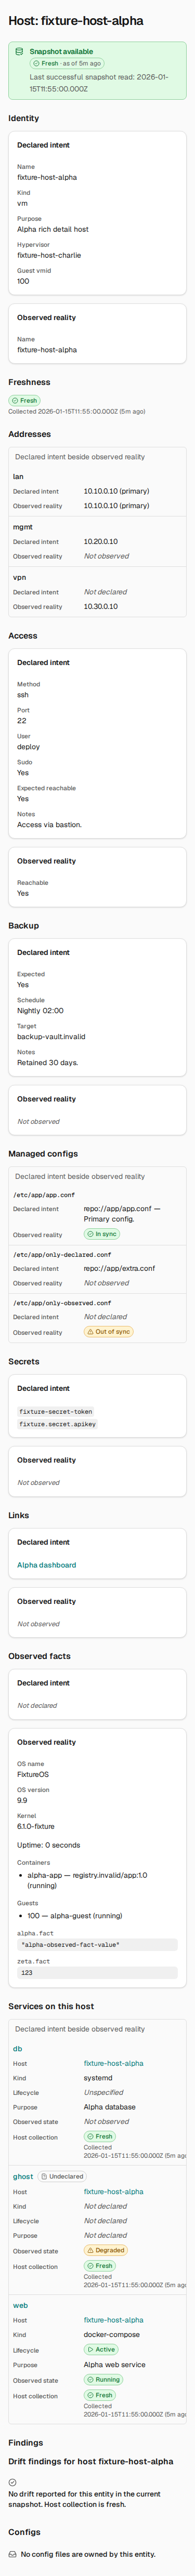 Host: fixture-host-alpha
Snapshot available
Fresh · as of 5m ago
Last successful snapshot read: 2026-01-
15T11:55:00.000Z
Identity
Declared intent
Name
fixture-host-alpha
Kind
vm
Purpose
Alpha rich detail host
Hypervisor
fixture-host-charlie
Guest vmid
100
Observed reality
Name
fixture-host-alpha
Freshness
Fresh
Collected 2026-01-15T11:55:00.000Z (5m ago)
Addresses
Declared intent beside observed reality
lan
Declared intent 10.10.0.10 (primary)
Observed reality 10.10.0.10 (primary)
mgmt
Declared intent 10.20.0.10
Observed reality Not observed
vpn
Declared intent Not declared
Observed reality 10.30.0.10
Access
Declared intent
Method
ssh
Port
22
User
deploy
Sudo
Yes
Expected reachable
Yes
Notes
Access via bastion.
Observed reality
Reachable
Yes
Backup
Declared intent
Expected
Yes
Schedule
Nightly 02:00
Target
backup-vault.invalid
Notes
Retained 30 days.
Observed reality
Not observed
Managed configs
Declared intent beside observed reality
/etc/app/app.conf
Declared intent repo://app/app.conf —
Primary config.
Observed reality In sync
/etc/app/only-declared.conf
Declared intent repo://app/extra.conf
Observed reality Not observed
/etc/app/only-observed.conf
Declared intent Not declared
Observed reality Out of sync
Secrets
Declared intent
fixture-secret-token
fixture.secret.apikey
Observed reality
Not observed
Links
Declared intent
Alpha dashboard
Observed reality
Not observed
Observed facts
Declared intent
Not declared
Observed reality
OS name
FixtureOS
OS version
9.9
Kernel
6.1.0-fixture
Uptime: 0 seconds
Containers
• alpha-app — registry.invalid/app:1.0
(running)
Guests
• 100 — alpha-guest (running)
alpha.fact
"alpha-observed-fact-value"
zeta.fact
123
Services on this host
Declared intent beside observed reality
db
Host fixture-host-alpha
Kind systemd
Lifecycle Unspecified
Purpose Alpha database
Observed state Not observed
Host collection Fresh
Collected
2026-01-15T11:55:00.000Z (5m ago
ghost Undeclared
Host fixture-host-alpha
Kind Not declared
Lifecycle Not declared
Purpose Not declared
Observed state Degraded
Host collection Fresh
Collected
2026-01-15T11:55:00.000Z (5m ago
web
Host fixture-host-alpha
Kind docker-compose
Lifecycle Active
Purpose Alpha web service
Observed state Running
Host collection Fresh
Collected
2026-01-15T11:55:00.000Z (5m ago
Findings
Drift findings for host fixture-host-alpha
No drift reported for this entity in the current
snapshot. Host collection is fresh.
Configs
No config files are owned by this entity.